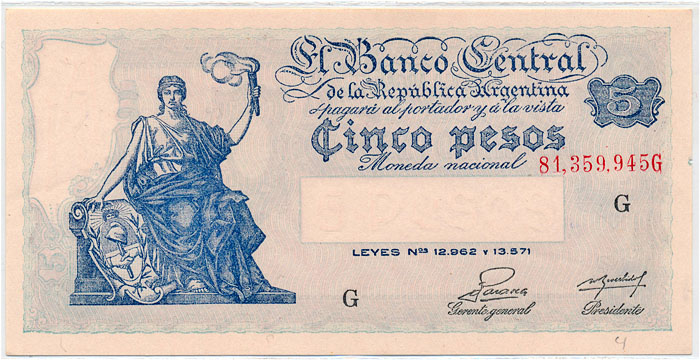 El Banco Central
de la República Argentina
pagará al portador y á la vista
5
Cinco pesos
Moneda nacional
81,359,945G
G
LEYES Nos 12.962 Y 13.571
G
Gerente general
Presidente